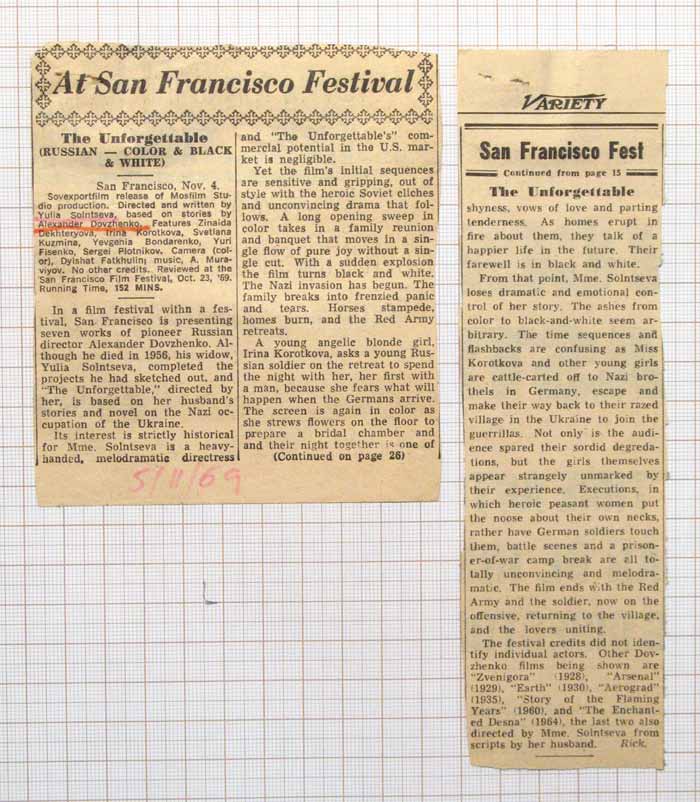 At San Francisco Festival
The Unforgettable
(RUSSIAN — COLOR & BLACK
& WHITE)
San Francisco, Nov. 4.
Sovexportfilm release of Mosfilm Stu-
dio production. Directed and written by
Yulia Solntseva, based on stories by
Alexander Dovzhenko. Features Zinaida
Dekhteryova, Irina Korotkova, Svetlana
Kuzmina, Yevgenia Bondarenko, Yuri
Fisenko, Sergei Plotnikov. Camera (col-
or), Dylshat Fatkhulin; music, A. Mura-
viyov. No other credits. Reviewed at the
San Francisco Film Festival, Oct. 23, '69.
Running Time, 152 MINS.
In a film festival withn a fes-
tival, San Francisco is presenting
seven works of pioneer Russian
director Alexander Dovzhenko. Al-
though he died in 1956, his widow,
Yulia Solntseva, completed the
projects he had sketched out, and
"The Unforgettable," directed by
her, is based on her husband's
stories and novel on the Nazi oc-
cupation of the Ukraine.
Its interest is strictly historical
for Mme. Solntseva is a heavy-
handed, melodramatic directress
and "The Unforgettable's" com-
mercial potential in the U.S. mar-
ket is negligible.
Yet the film's initial sequences
are sensitive and gripping, out of
style with the heroic Soviet cliches
and unconvincing drama that fol-
lows. A long opening sweep in
color takes in a family reunion
and banquet that moves in a sin-
gle flow of pure joy without a sin-
gle cut. With a sudden explosion
the film turns black and white.
The Nazi invasion has begun. The
family breaks into frenzied panic
and tears. Horses stampede,
homes burn, and the Red Army
retreats.
A young angelic blonde girl,
Irina Korotkova, asks a young Rus-
sian soldier on the retreat to spend
the night with her, her first with
a man, because she fears what will
happen when the Germans arrive.
The screen is again in color as
she strews flowers on the floor to
prepare a bridal chamber and
and their night together is one of
(Continued on page 26)
5/11/69
VARIETY
San Francisco Fest
Continued from page 15
The Unforgettable
shyness, vows of love and parting
tenderness. As homes erupt in
fire about them, they talk of a
happier life in the future. Their
farewell is in black and white.
From that point, Mme. Solntseva
loses dramatic and emotional con-
trol of her story. The ashes from
color to black-and-white seem ar-
bitrary. The time sequences and
flashbacks are confusing as Miss
Korotkova and other young girls
are cattle-carted off to Nazi bro-
thels in Germany, escape and
make their way back to their razed
village in the Ukraine to join the
guerrillas. Not only is the audi-
ence spared their sordid degreda-
tions, but the girls themselves
appear strangely unmarked by
their experience. Executions, in
which heroic peasant women put
the noose about their own necks,
rather have German soldiers touch
them, battle scenes and a prison-
er-of-war camp break are all to-
tally unconvincing and melodra-
matic. The film ends with the Red
Army and the soldier, now on the
offensive, returning to the village,
and the lovers uniting.
The festival credits did not iden-
tify individual actors. Other Dov-
zhenko films being shown are
"Zvenigora" (1928), "Arsenal"
(1929), "Earth" (1930), "Aerograd"
(1935), "Story of the Flaming
Years" (1960), and "The Enchant-
ed Desna" (1964), the last two also
directed by Mme. Solntseva from
scripts by her husband. Rick.